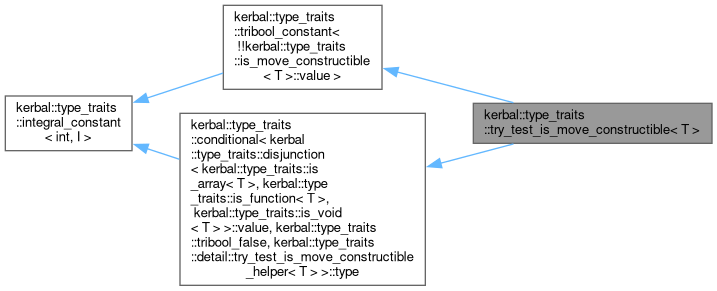 kerbal::type_traits
::tribool_constant<
!!kerbal::type_traits
::is_move_constructible
< T >::value >
kerbal::type_traits
::integral_constant
< int, I >
kerbal::type_traits
::conditional< kerbal
::type_traits::disjunction
< kerbal::type_traits::is
_array< T >, kerbal::type
_traits::is_function< T >,
kerbal::type_traits::is_void
< T > >::value, kerbal::type_traits
::tribool_false, kerbal::type_traits
::detail::try_test_is_move_constructible
_helper< T > >::type
kerbal::type_traits
::try_test_is_move_constructible< T >